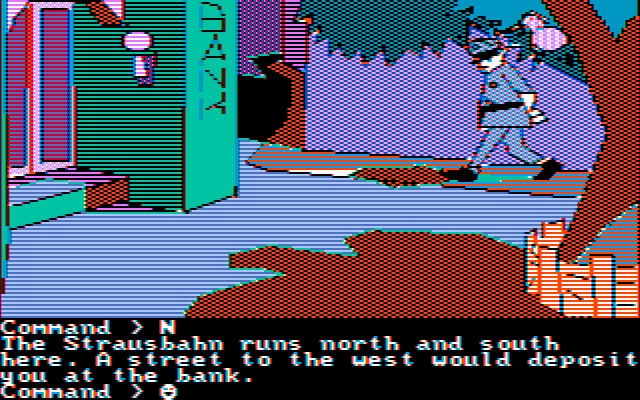 BANK
Command > N
The Strausbahn runs north and south
here. A street to the west would deposit
you at the bank.
Command >